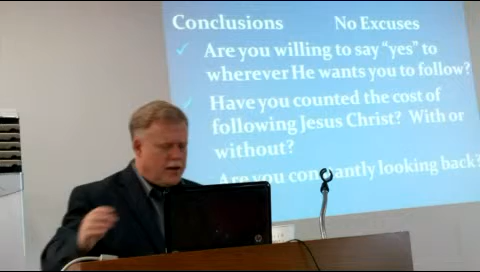 Conclusions No Excuses
✓ Are you willing to say “yes” to
wherever He wants you to follow?
✓ Have you counted the cost of
following Jesus Christ? With or
without?
Are you constantly looking back?
hp